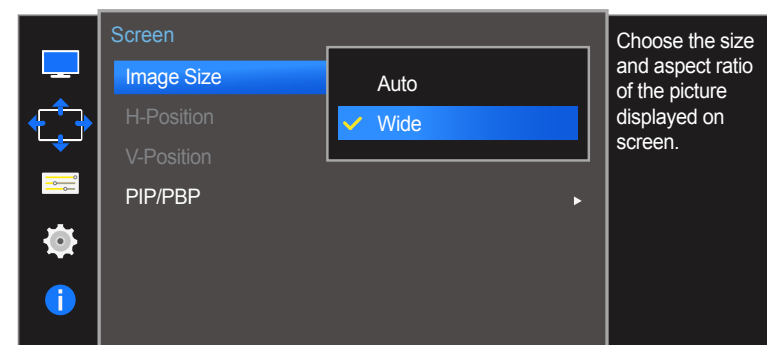 Screen
Image Size
Auto
H-Position
Wide
V-Position
PIP/PBP
Choose the size
and aspect ratio
of the picture
displayed on
screen.
i